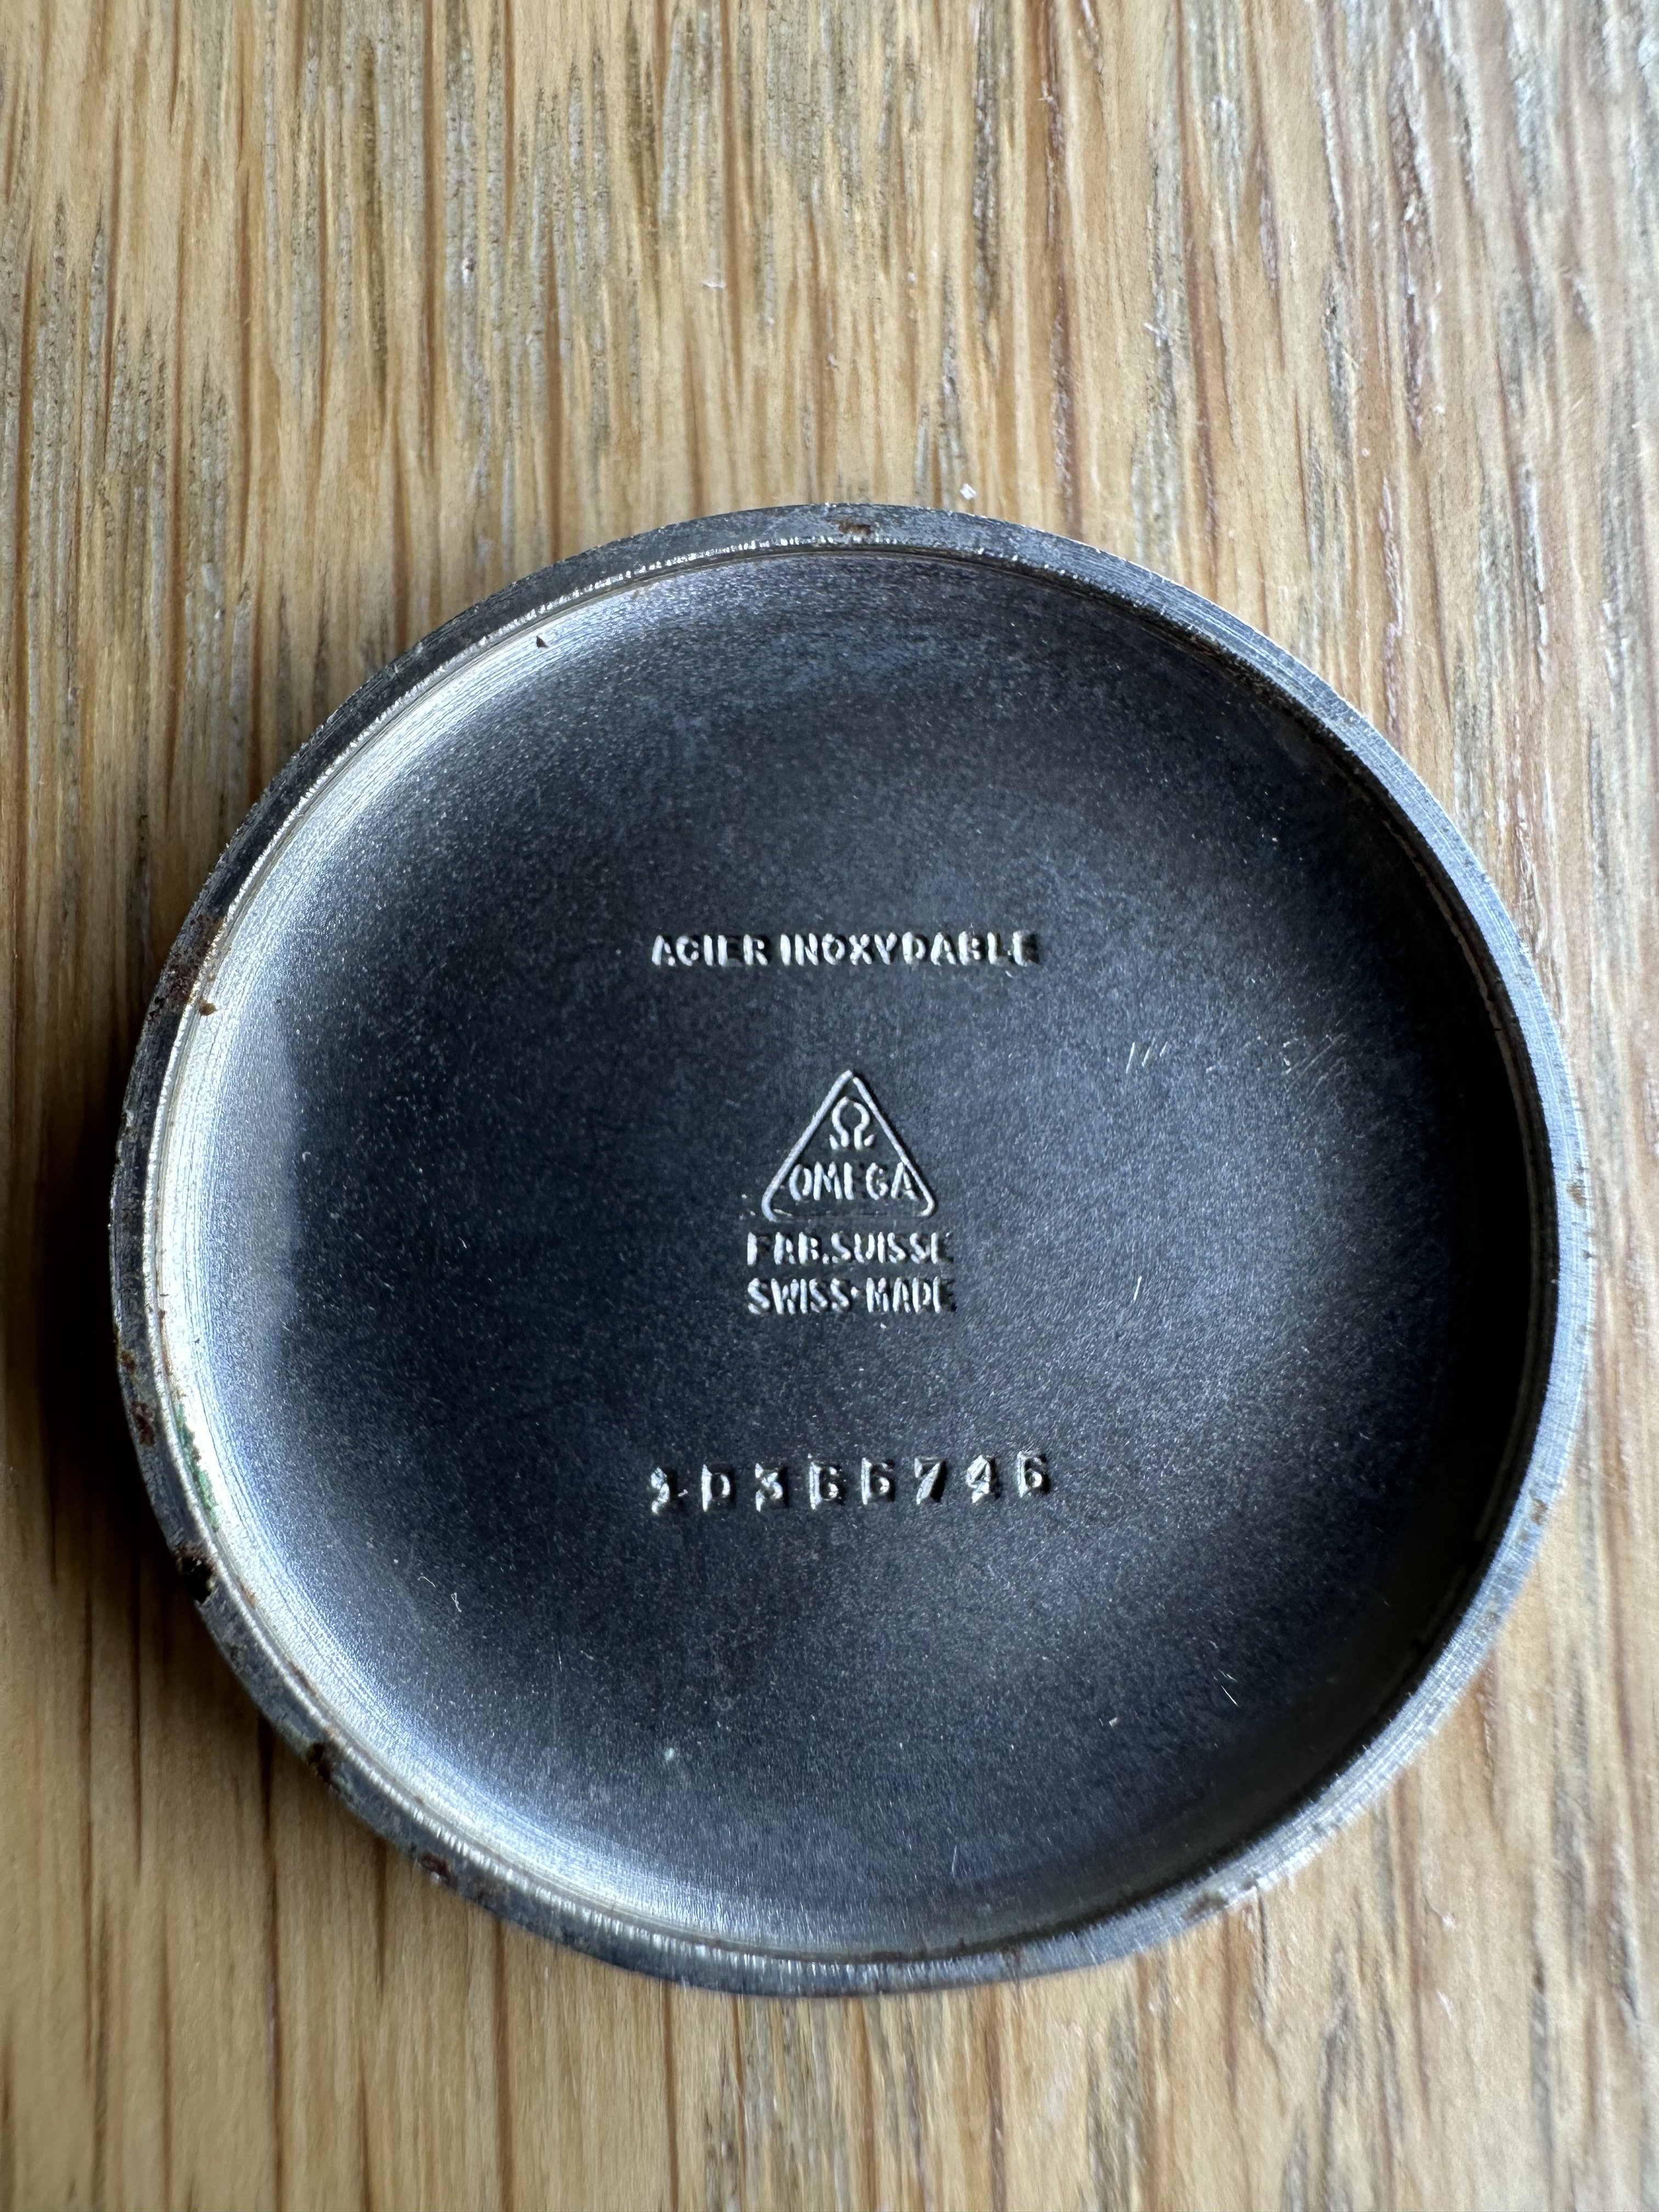 ACIER INOXYDABLE
Ω
OMEGA
FAB.SUISSE
SWISS·MADE